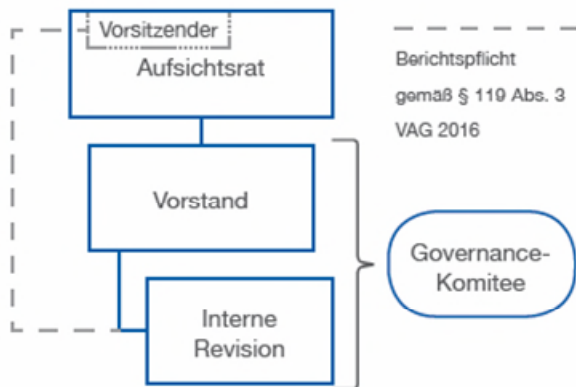 Vorsitzender
Aufsichtsrat
Berichtspflicht
gemäß § 119 Abs. 3
VAG 2016
Vorstand
Governance-
Komitee
Interne
Revision